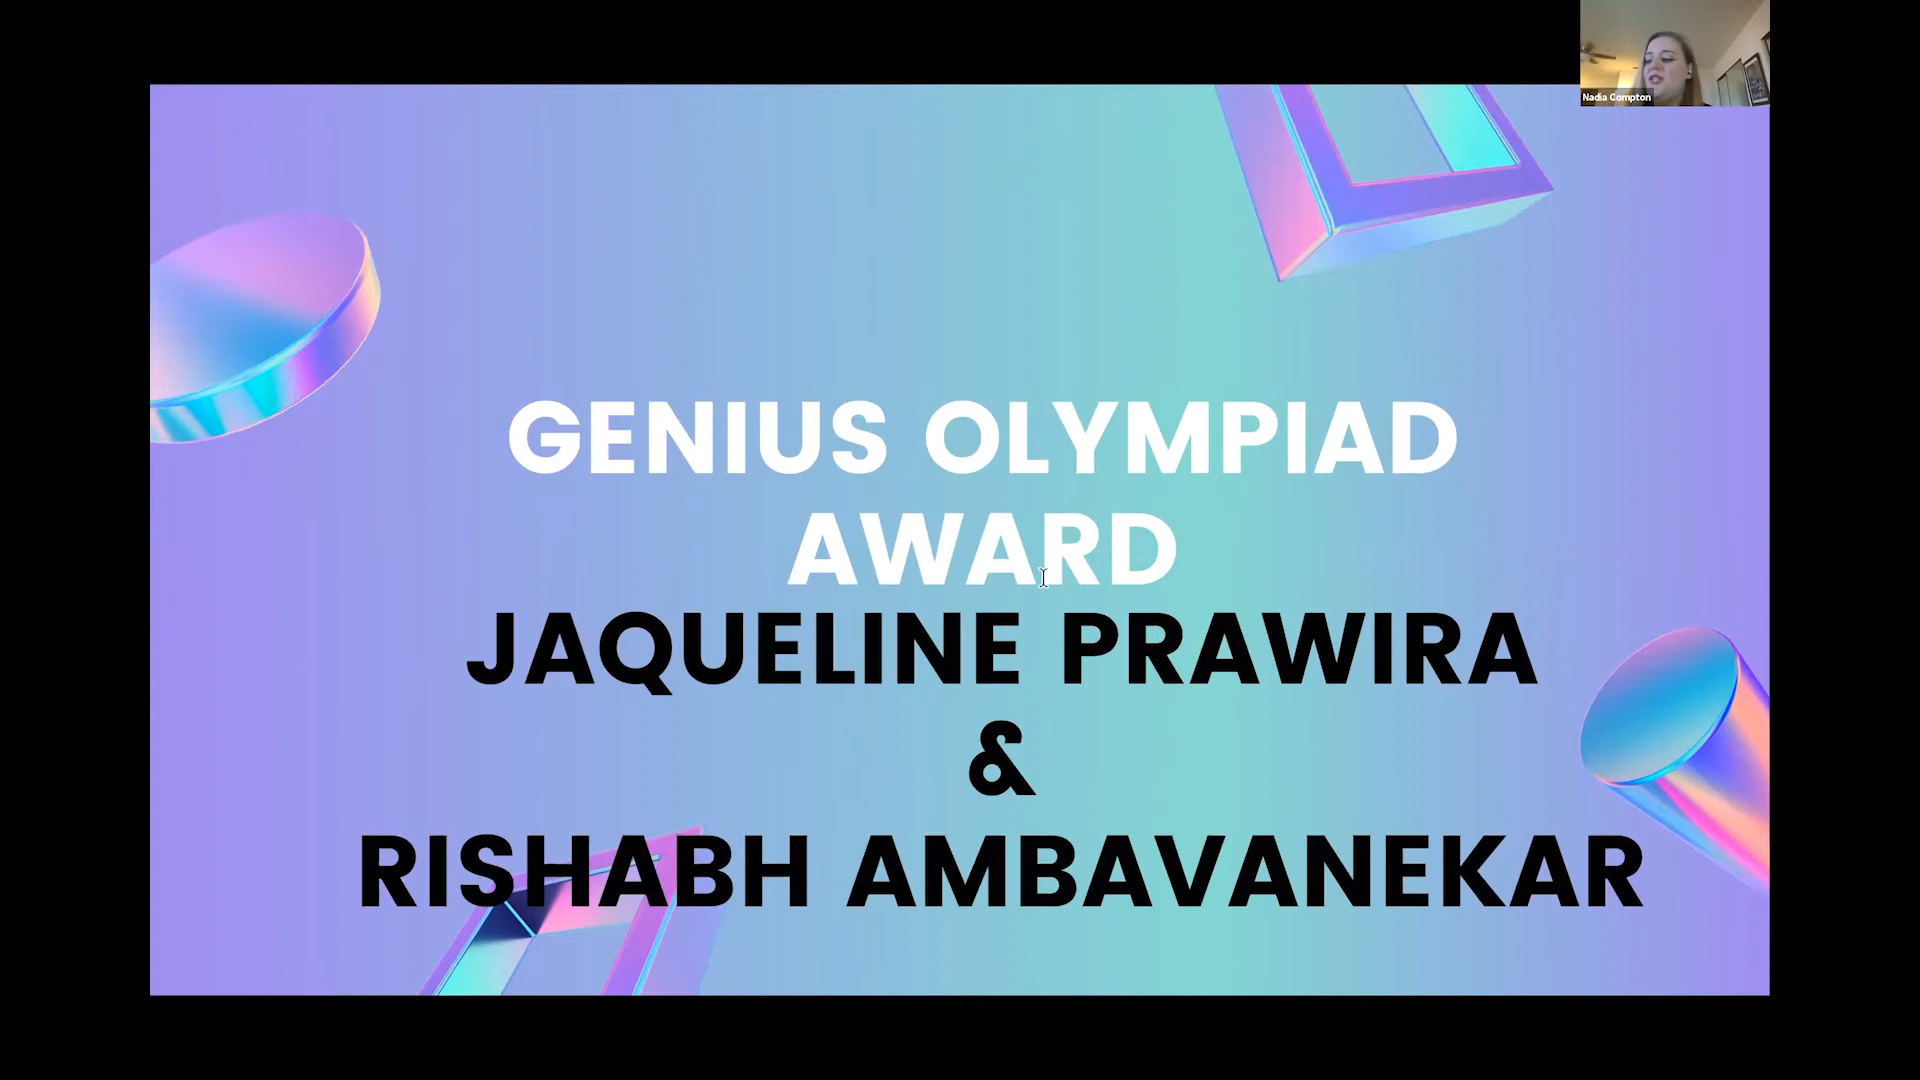 Nadia Compton
GENIUS OLYMPIAD
AWARD
JAQUELINE PRAWIRA
&
RISHABH AMBAVANEKAR